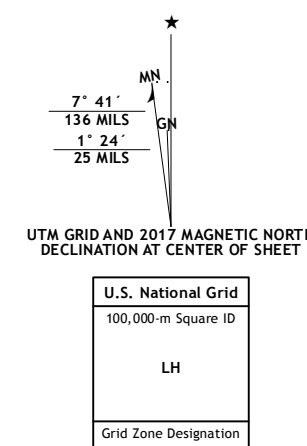 MN
7° 41´
136 MILS
GN
1° 24´
25 MILS
UTM GRID AND 2017 MAGNETIC NORTH
DECLINATION AT CENTER OF SHEET
U.S. National Grid
100,000-m Square ID
LH
Grid Zone Designation